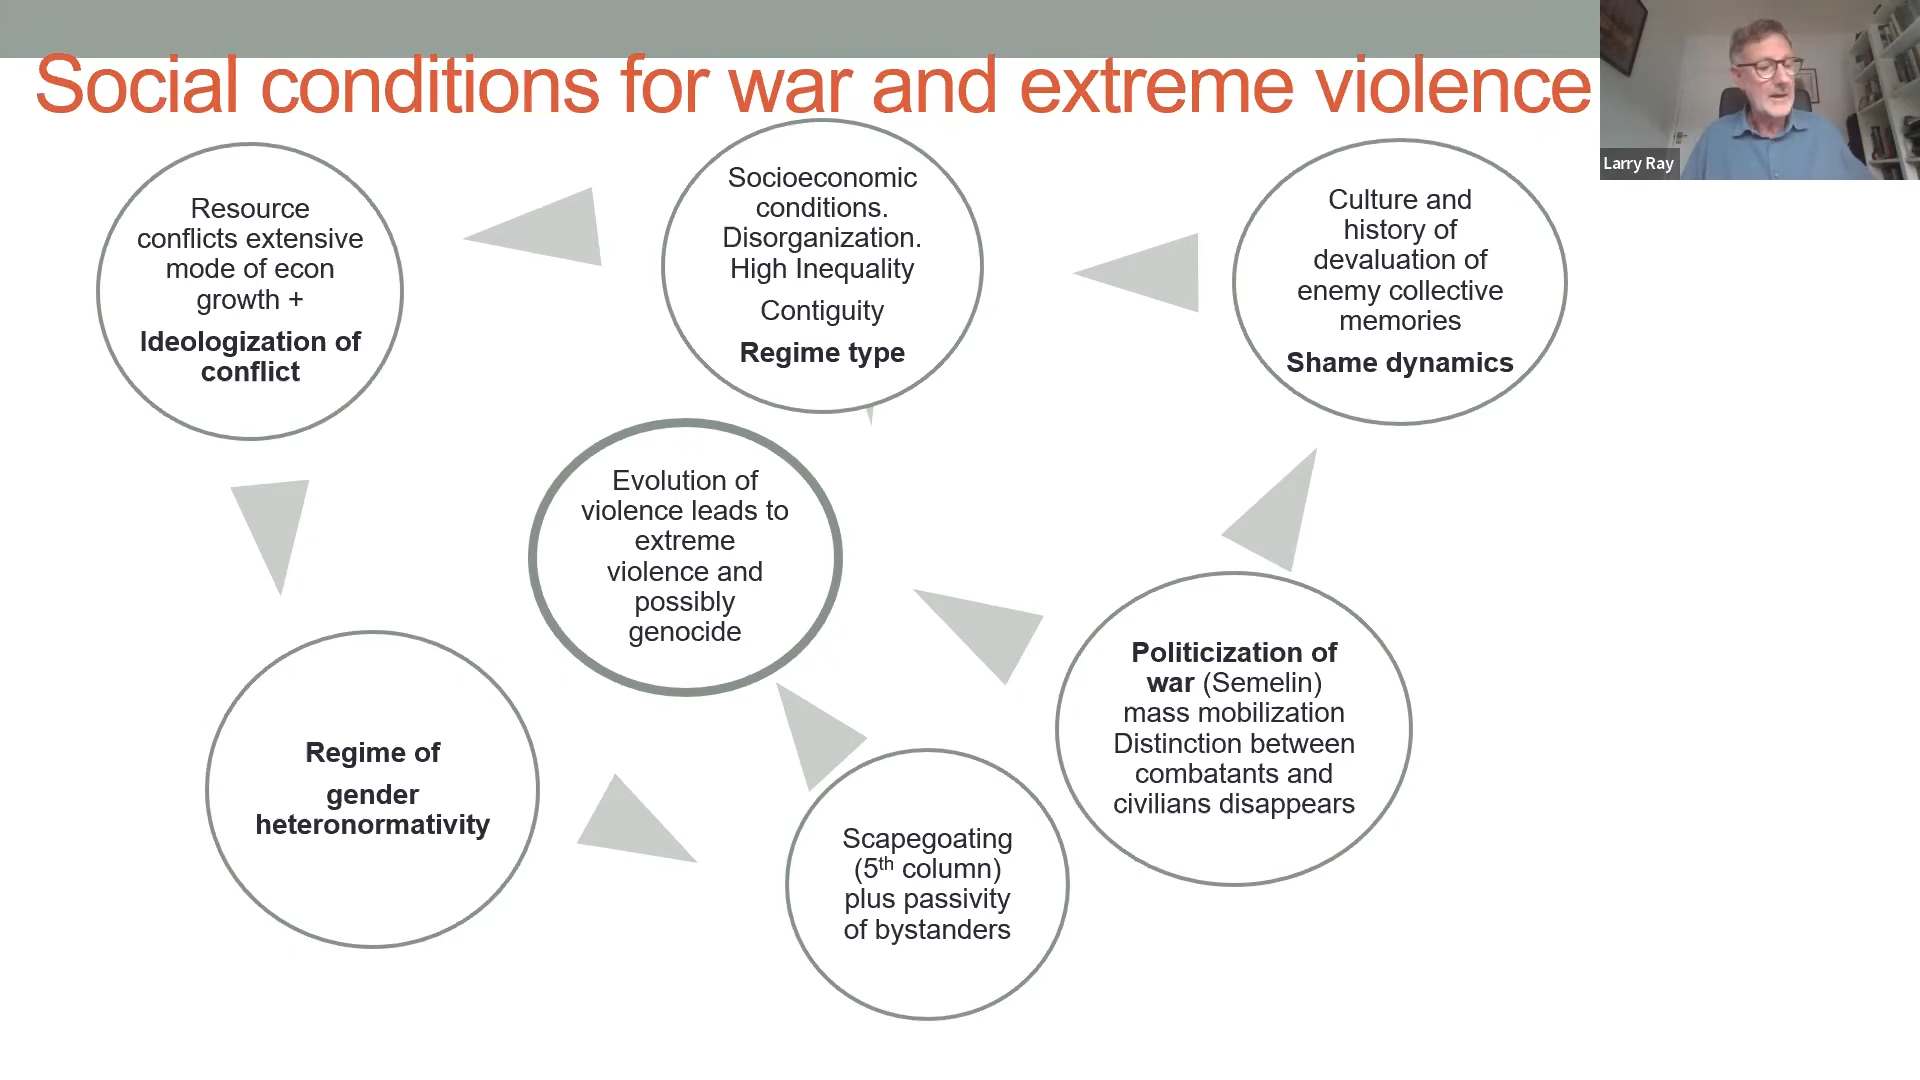 Social conditions for war and extreme violence
Larry Ray
Resource
conflicts extensive
mode of econ
growth +
Ideologization of
conflict
Socioeconomic
conditions.
Disorganization.
High Inequality
Contiguity
Regime type
Culture and
history of
devaluation of
enemy collective
memories
Shame dynamics
Evolution of
violence leads to
extreme
violence and
possibly
genocide
Politicization of
war (Semelin)
mass mobilization
Distinction between
combatants and
civilians disappears
Regime of
gender
heteronormativity
Scapegoating
(5th column)
plus passivity
of bystanders